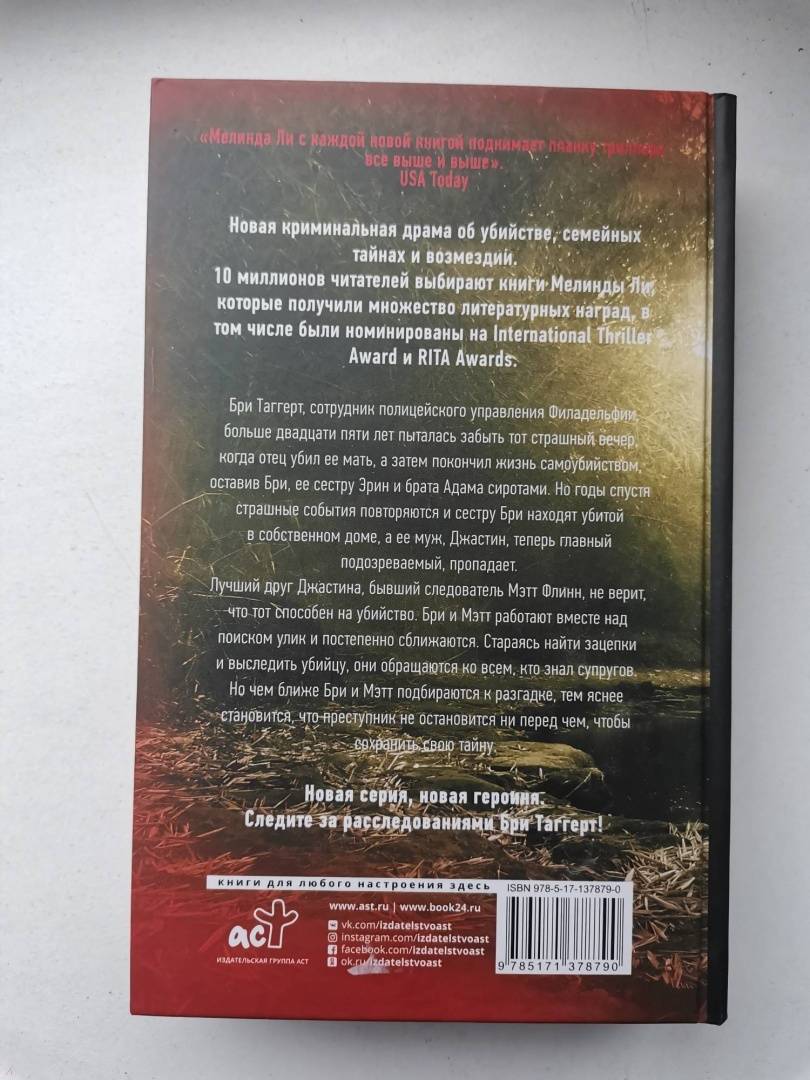 «Мелинда Ли с каждой новой книгой поднимает планку триллера
всё выше и выше».
USA Today
Новая криминальная драма об убийстве, семейных
тайнах и возмездий.
10 миллионов читателей выбирают книги Мелинды Ли,
которые получили множество литературных наград, в
том числе были номинированы на International Thriller
Award и RITA Awards.
Бри Таггерт, сотрудник полицейского управления Филадельфии,
больше двадцати пяти лет пыталась забыть тот страшный вечер,
когда отец убил ее мать, а затем покончил жизнь самоубийством,
оставив Бри, ее сестру Эрин и брата Адама сиротами. Но годы спустя
страшные события повторяются и сестру Бри находят убитой
в собственном доме, а ее муж, Джастин, теперь главный
подозреваемый, пропадает.
Лучший друг Джастина, бывший следователь Мэтт Флинн, не верит,
что тот способен на убийство. Бри и Мэтт работают вместе над
поиском улик и постепенно сближаются. Стараясь найти зацепки
и выследить убийцу, они обращаются ко всем, кто знал супругов.
Но чем ближе Бри и Мэтт подбираются к разгадке, тем яснее
становится, что преступник не остановится ни перед чем, чтобы
сохранить свою тайну.
Новая серия, новая героиня.
Следите за расследованиями Бри Таггерт!
книги для любого настроения здесь
ISBN 978-5-17-137879-0
www.ast.ru | www.book24.ru
vk.com/izdatelstvoast
instagram.com/izdatelstvoast
facebook.com/izdatelstvoast
ok.ru/izdatelstvoast
аст
ИЗДАТЕЛЬСКАЯ ГРУППА АСТ
9 785171 378790